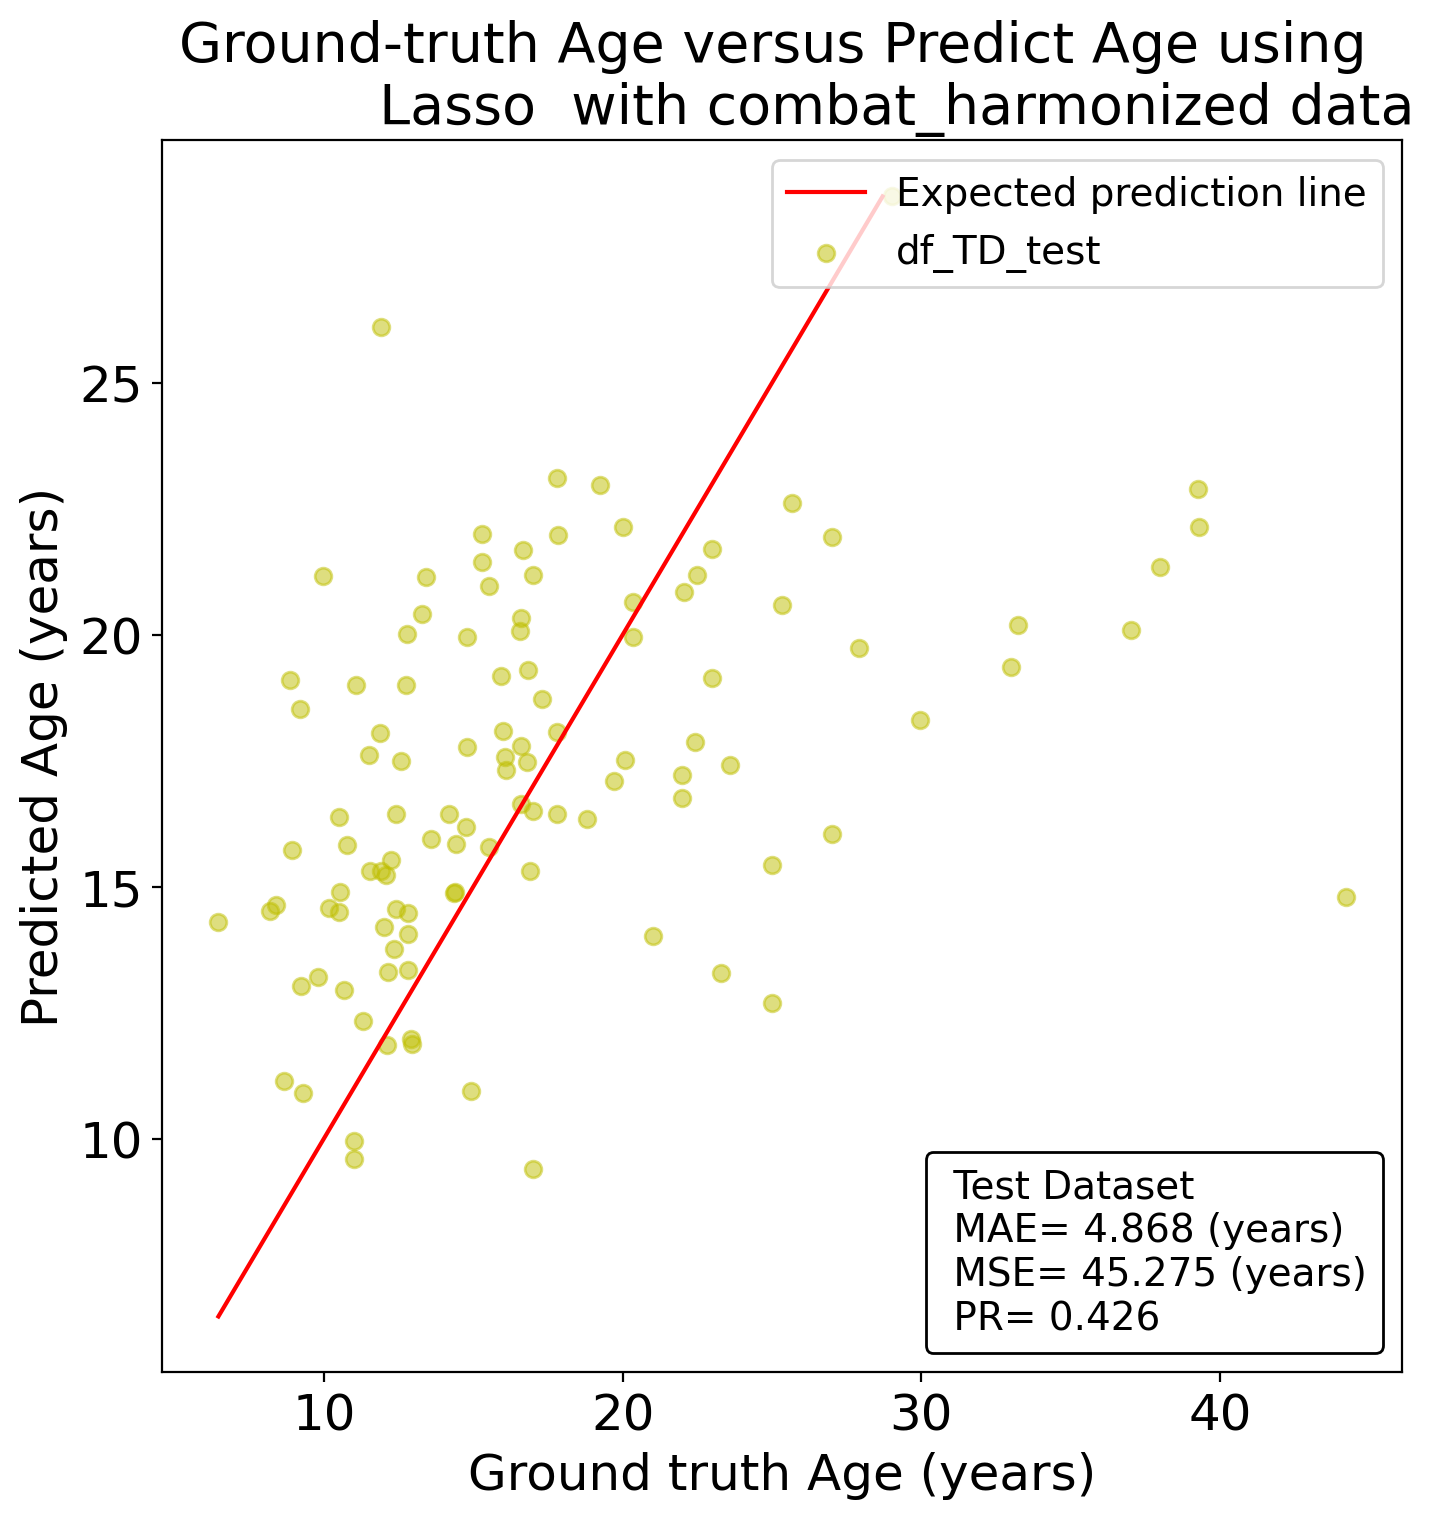 Ground-truth Age versus Predict Age using
Lasso  with combat_harmonized data
Expected prediction line
df_TD_test
25
20
15
10
Predicted Age (years)
Test Dataset
MAE= 4.868 (years)
MSE= 45.275 (years)
PR= 0.426
10 20 30 40
Ground truth Age (years)